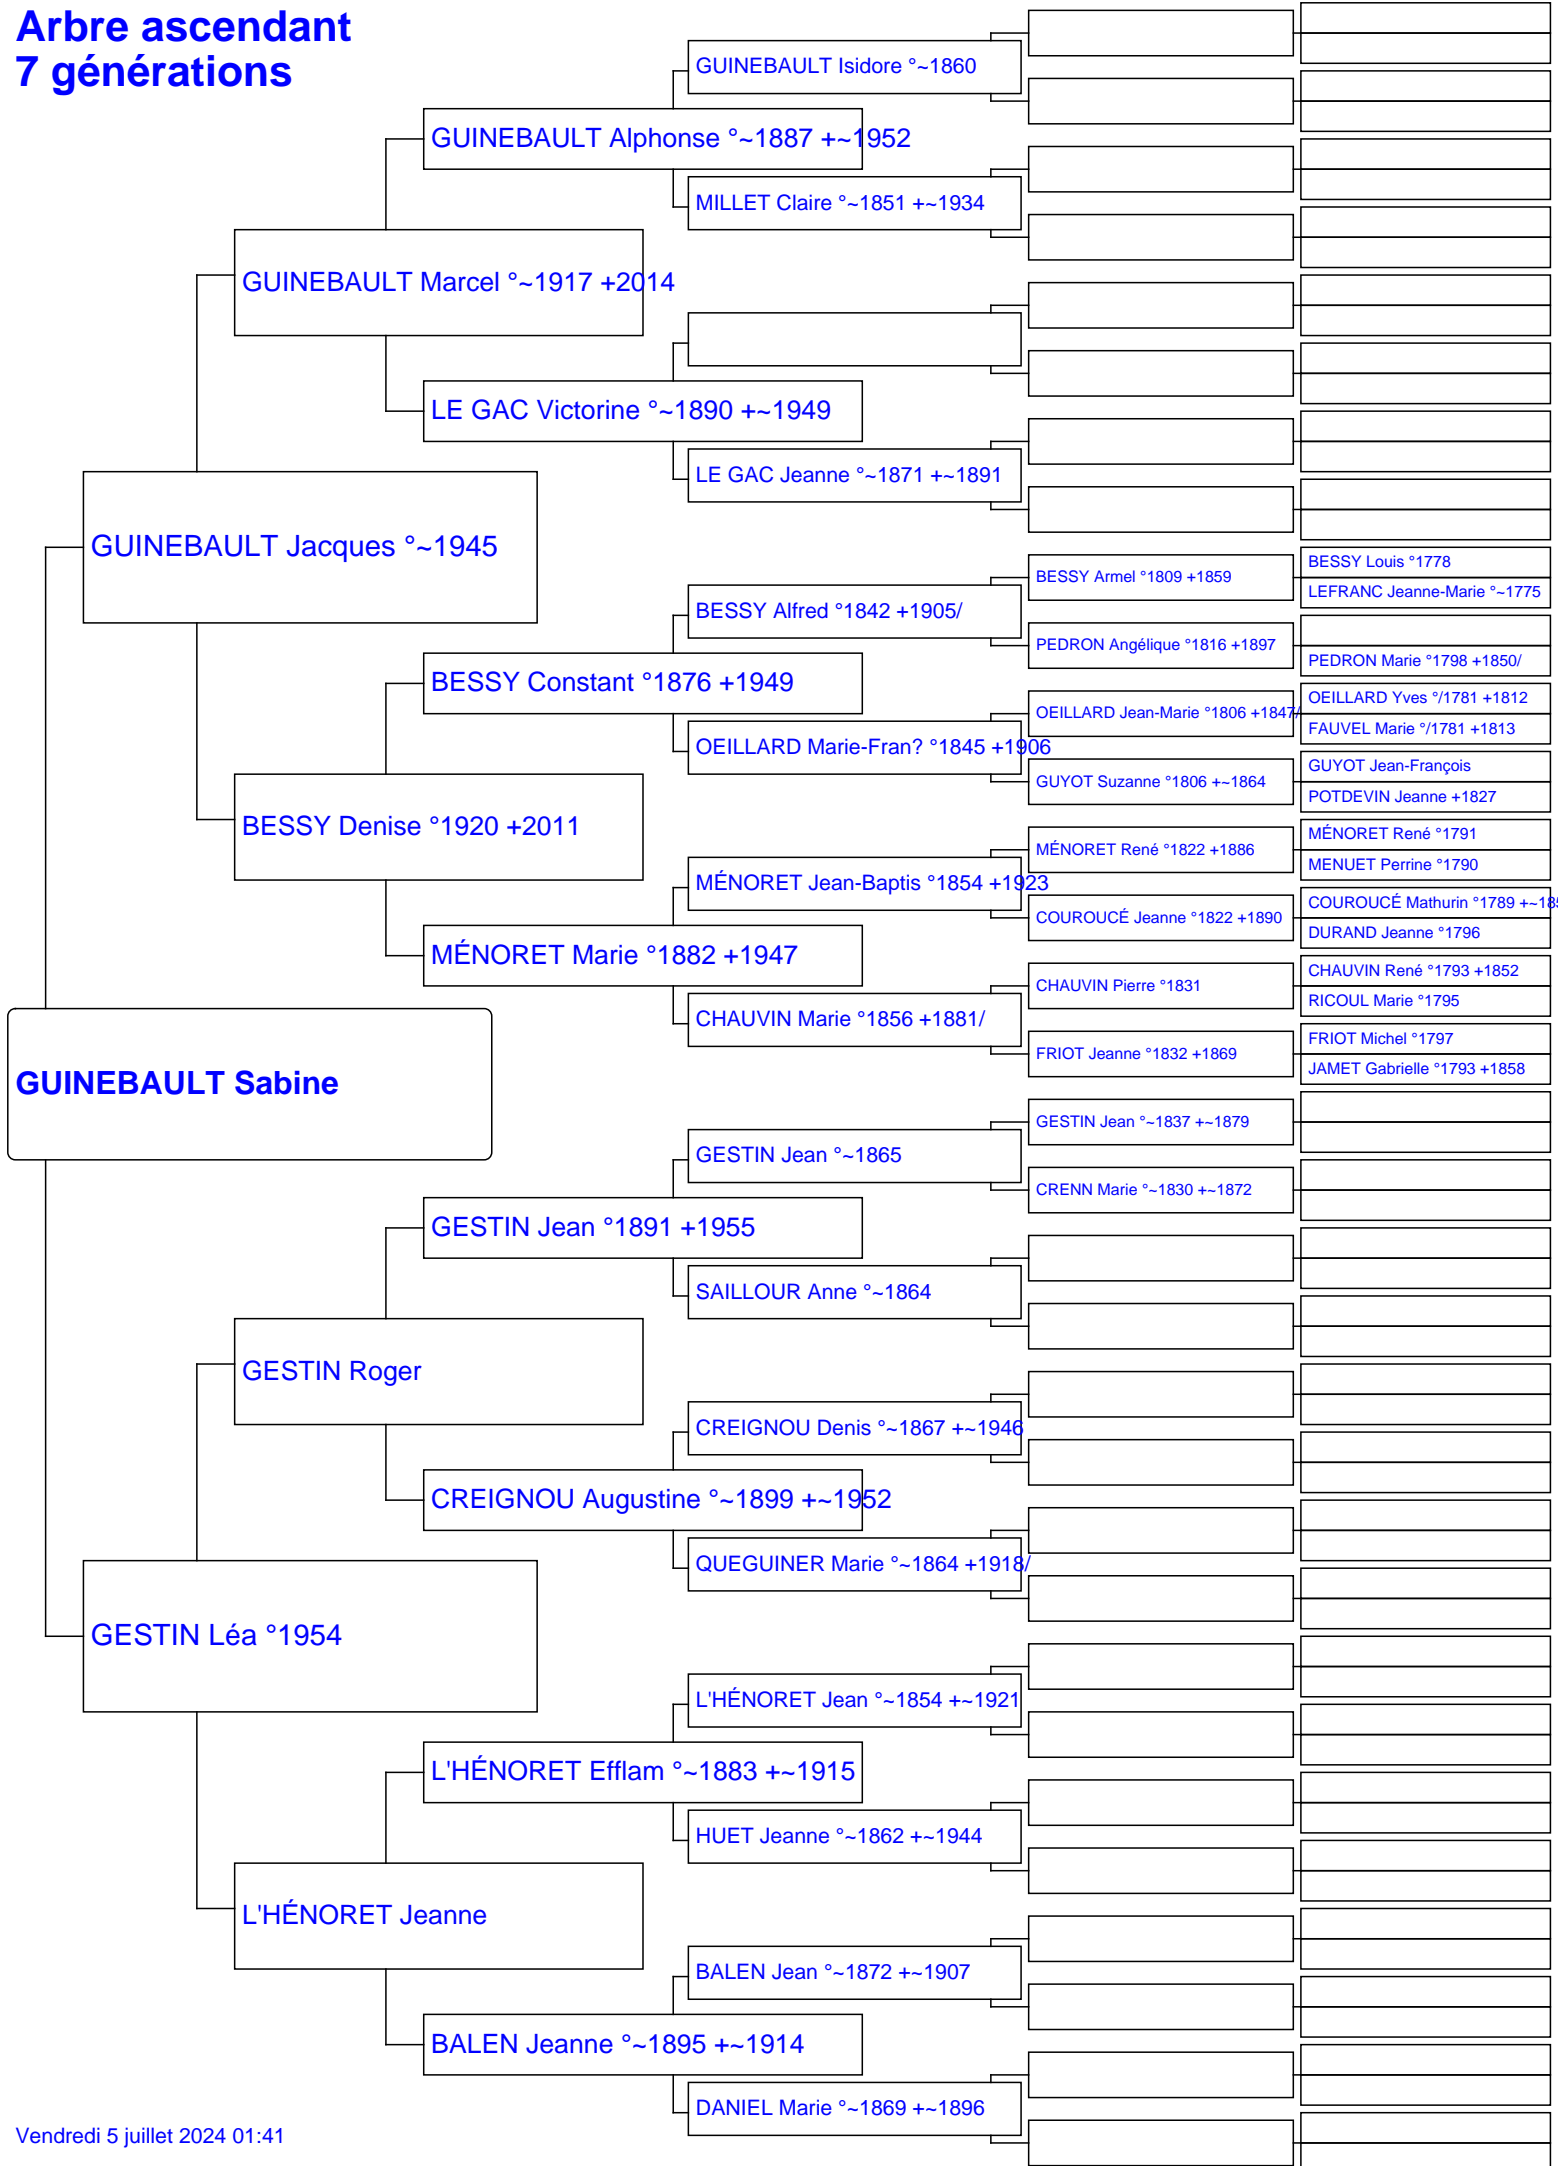 Arbre ascendant
7 générations
GUINEBAULT Isidore °~1860
GUINEBAULT Alphonse °~1887 +~1952
MILLET Claire °~1851 +~1934
GUINEBAULT Marcel °~1917 +2014
LE GAC Victorine °~1890 +~1949
LE GAC Jeanne °~1871 +~1891
GUINEBAULT Jacques °~1945
BESSY Louis °1778
BESSY Armel °1809 +1859
LEFRANC Jeanne-Marie °~1775
BESSY Alfred °1842 +1905/
PEDRON Angélique °1816 +1897
PEDRON Marie °1798 +1850/
BESSY Constant °1876 +1949
OEILLARD Yves °/1781 +1812
OEILLARD Jean-Marie °1806 +1847/
FAUVEL Marie °/1781 +1813
OEILLARD Marie-Fran? °1845 +1906
GUYOT Jean-François
GUYOT Suzanne °1806 +~1864
POTDEVIN Jeanne +1827
BESSY Denise °1920 +2011
MÉNORET René °1791
MÉNORET René °1822 +1886
MENUET Perrine °1790
MÉNORET Jean-Baptis °1854 +1923
COUROUCÉ Mathurin °1789 +~18
COUROUCÉ Jeanne °1822 +1890
DURAND Jeanne °1796
MÉNORET Marie °1882 +1947
CHAUVIN René °1793 +1852
CHAUVIN Pierre °1831
RICOUL Marie °1795
CHAUVIN Marie °1856 +1881/
FRIOT Michel °1797
FRIOT Jeanne °1832 +1869
JAMET Gabrielle °1793 +1858
GUINEBAULT Sabine
GESTIN Jean °~1837 +~1879
GESTIN Jean °~1865
CRENN Marie °~1830 +~1872
GESTIN Jean °1891 +1955
SAILLOUR Anne °~1864
GESTIN Roger
CREIGNOU Denis °~1867 +~1946
CREIGNOU Augustine °~1899 +~1952
QUEGUINER Marie °~1864 +1918/
GESTIN Léa °1954
L'HÉNORET Jean °~1854 +~1921
L'HÉNORET Efflam °~1883 +~1915
HUET Jeanne °~1862 +~1944
L'HÉNORET Jeanne
BALEN Jean °~1872 +~1907
BALEN Jeanne °~1895 +~1914
DANIEL Marie °~1869 +~1896
Vendredi 5 juillet 2024 01:41